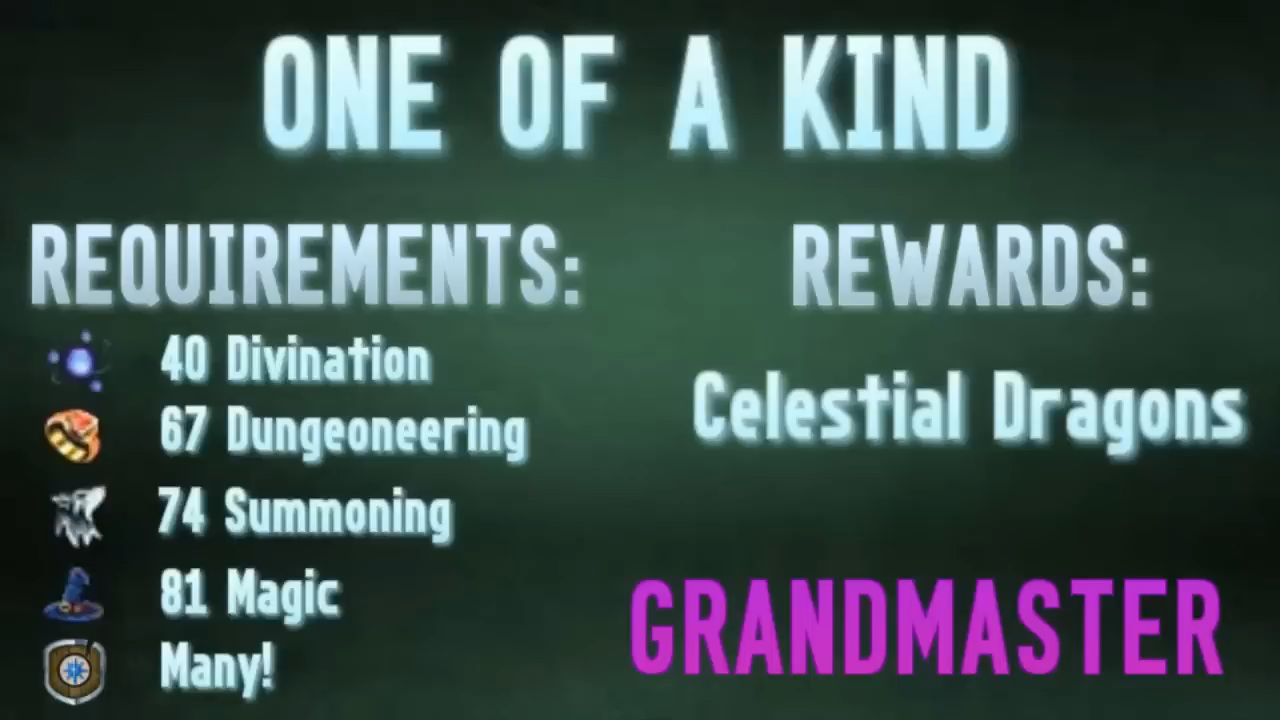 ONE OF A KIND
REQUIREMENTS:
40 Divination
67 Dungeoneering
74 Summoning
81 Magic
Many!
REWARDS:
Celestial Dragons
GRANDMASTER